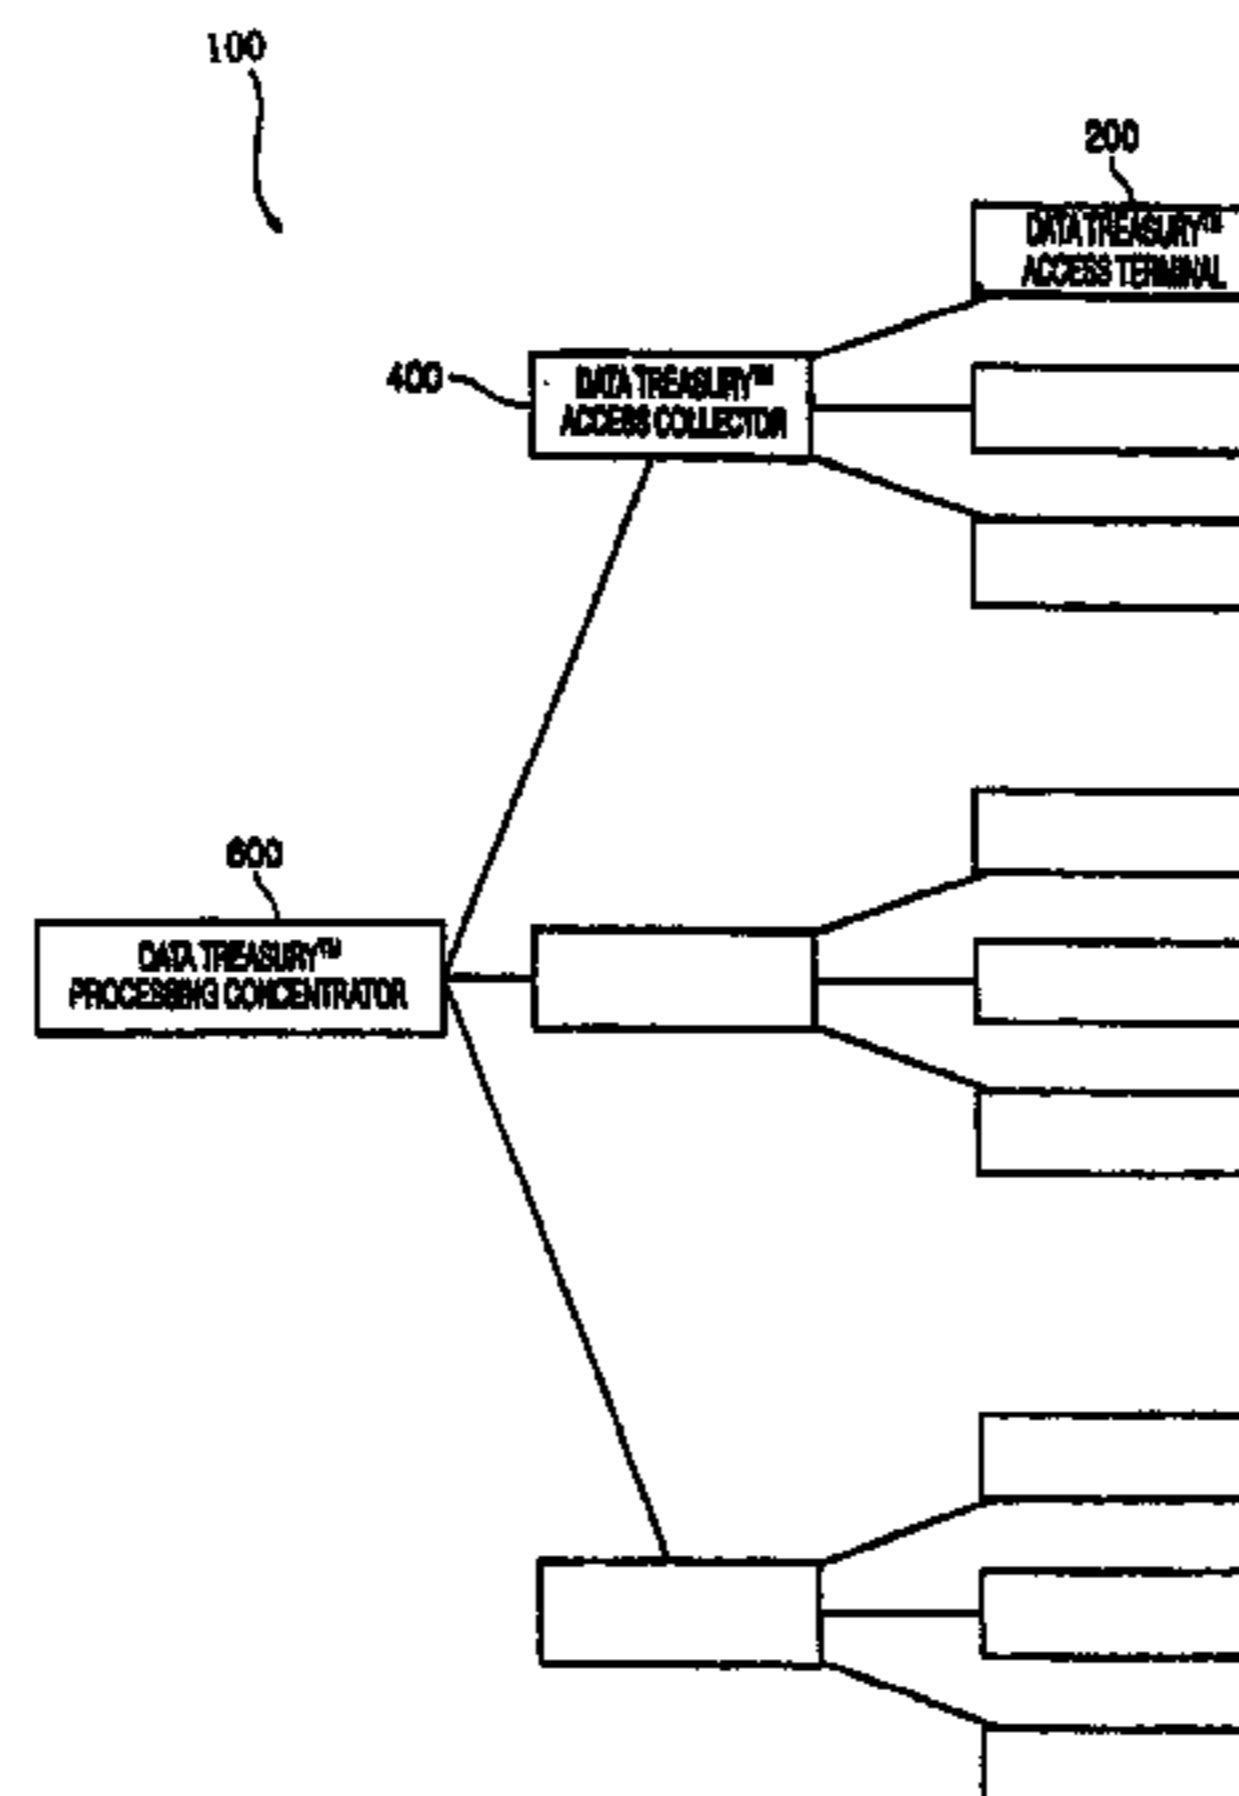 100
200
DATA TREASURY™
ACCESS TERMINAL
400
DATA TREASURY™
ACCESS COLLECTOR
600
DATA TREASURY™
PROCESSING CONCENTRATOR